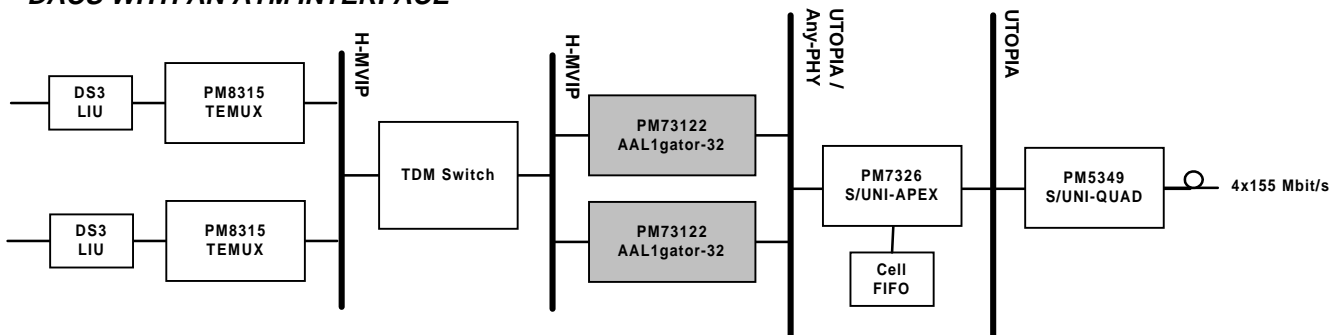 DACS WITH AN ATM INTERFACE
H-MVIP
H-MVIP
UTOPIA /
Any-PHY
UTOPIA
DS3
LIU
PM8315
TEMUX
TDM Switch
PM73122
AAL1gator-32
PM7326
S/UNI-APEX
PM5349
S/UNI-QUAD
4x155 Mbit/s
DS3
LIU
PM8315
TEMUX
PM73122
AAL1gator-32
Cell
FIFO